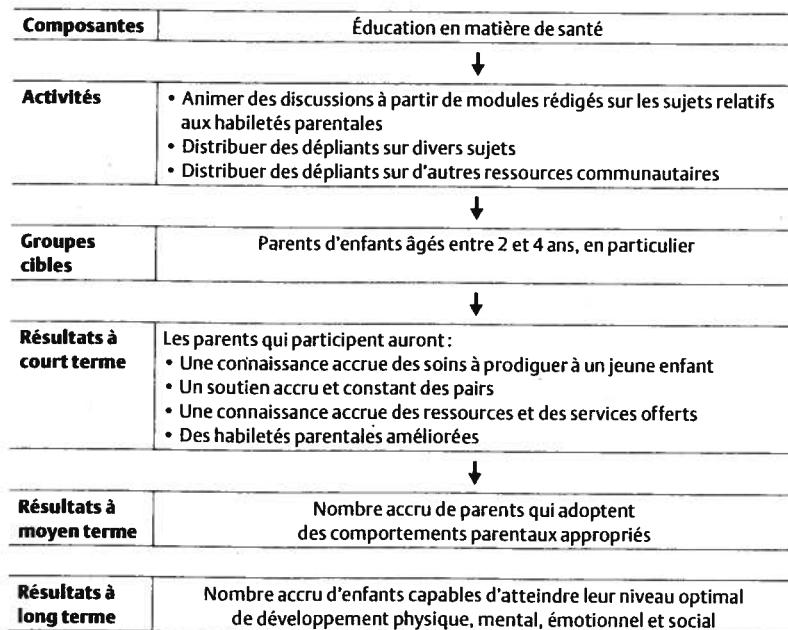 Composantes
Éducation en matière de santé
Activités
• Animer des discussions à partir de modules rédigés sur les sujets relatifs
aux habiletés parentales
• Distribuer des dépliants sur divers sujets
• Distribuer des dépliants sur d'autres ressources communautaires
Groupes
cibles
Parents d'enfants âgés entre 2 et 4 ans, en particulier
Résultats à
court terme
Les parents qui participent auront :
• Une connaissance accrue des soins à prodiguer à un jeune enfant
• Un soutien accru et constant des pairs
• Une connaissance accrue des ressources et des services offerts
• Des habiletés parentales améliorées
Résultats à
moyen terme
Nombre accru de parents qui adoptent
des comportements parentaux appropriés
Résultats à
long terme
Nombre accru d'enfants capables d'atteindre leur niveau optimal
de développement physique, mental, émotionnel et social